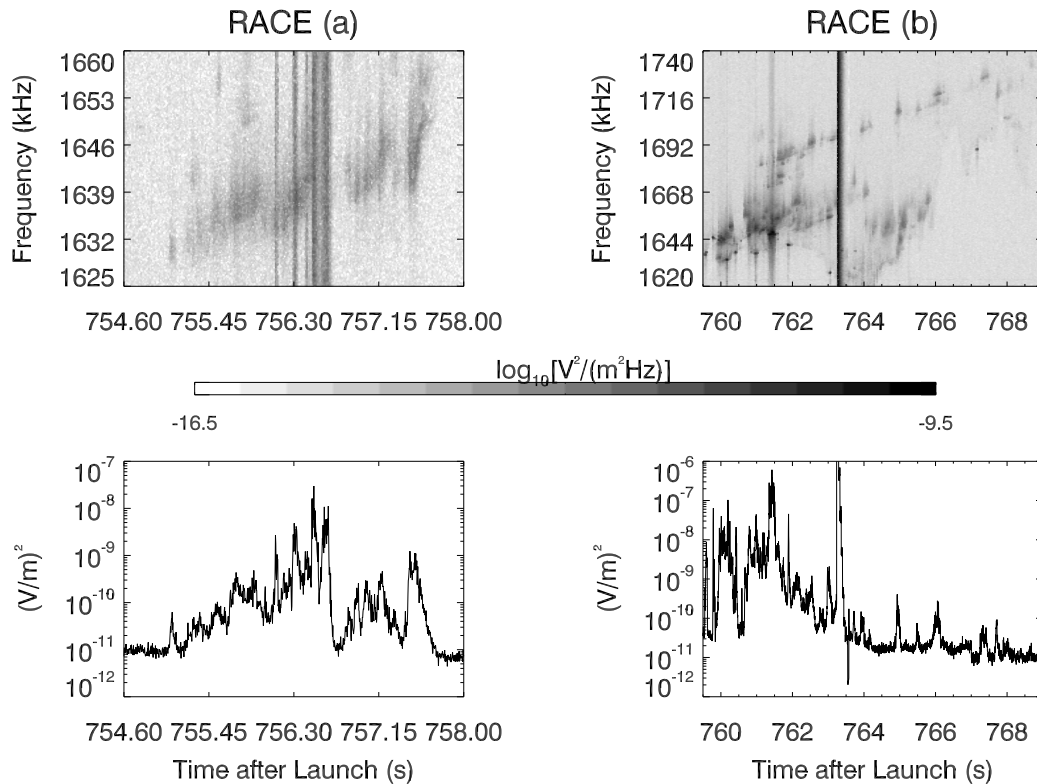 RACE (a)
RACE (b)
Frequency (kHz)
1660
1653
1646
1639
1632
1625
754.60 755.45 756.30 757.15 758.00
Frequency (kHz)
1740
1716
1692
1668
1644
1620
760 762 764 766 768
log₁₀[V²/(m²Hz)]
-16.5
-9.5
(V/m)²
10⁻⁷
10⁻⁸
10⁻⁹
10⁻¹⁰
10⁻¹¹
10⁻¹²
754.60 755.45 756.30 757.15 758.00
Time after Launch (s)
(V/m)²
10⁻⁶
10⁻⁷
10⁻⁸
10⁻⁹
10⁻¹⁰
10⁻¹¹
10⁻¹²
760 762 764 766 768
Time after Launch (s)